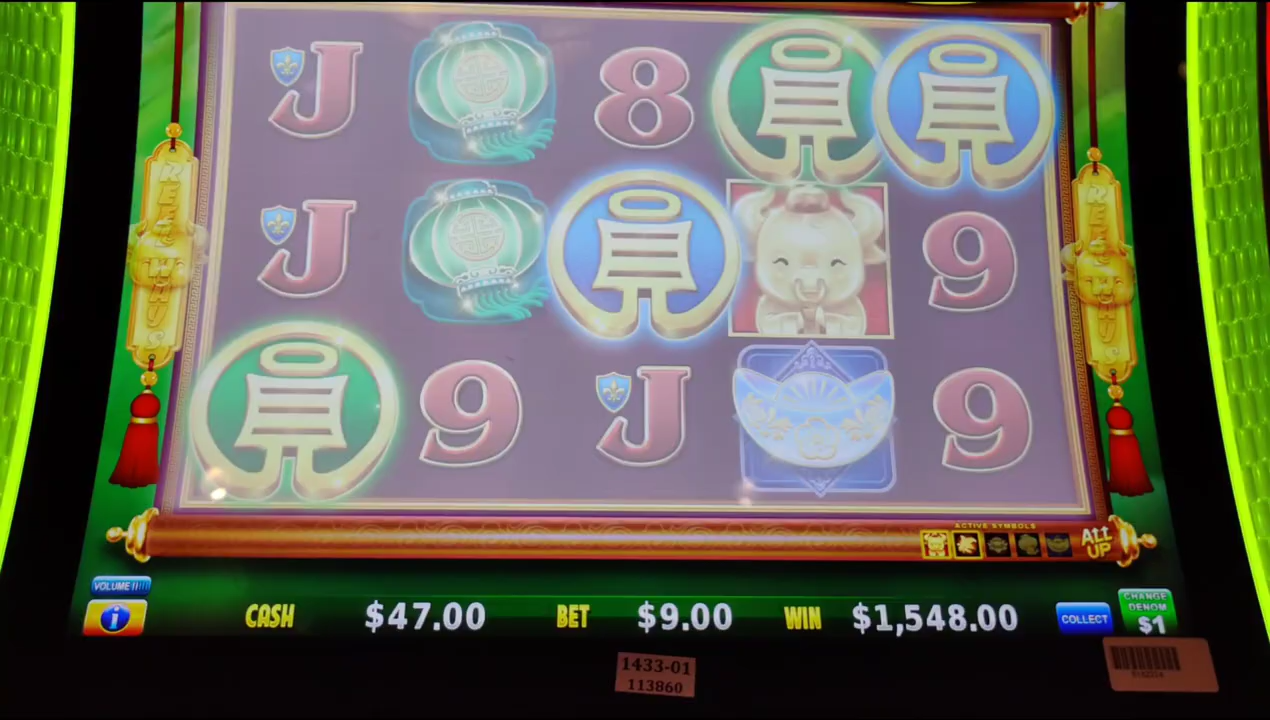 J 8
J 9
9 J 9
REEL WAYS
REEL WAYS
ACTIVE SYMBOLS
ALL UP
VOLUME
CASH $47.00 BET $9.00 WIN $1,548.00
COLLECT
CHANGE
DENOM
$1
1433-01
113860